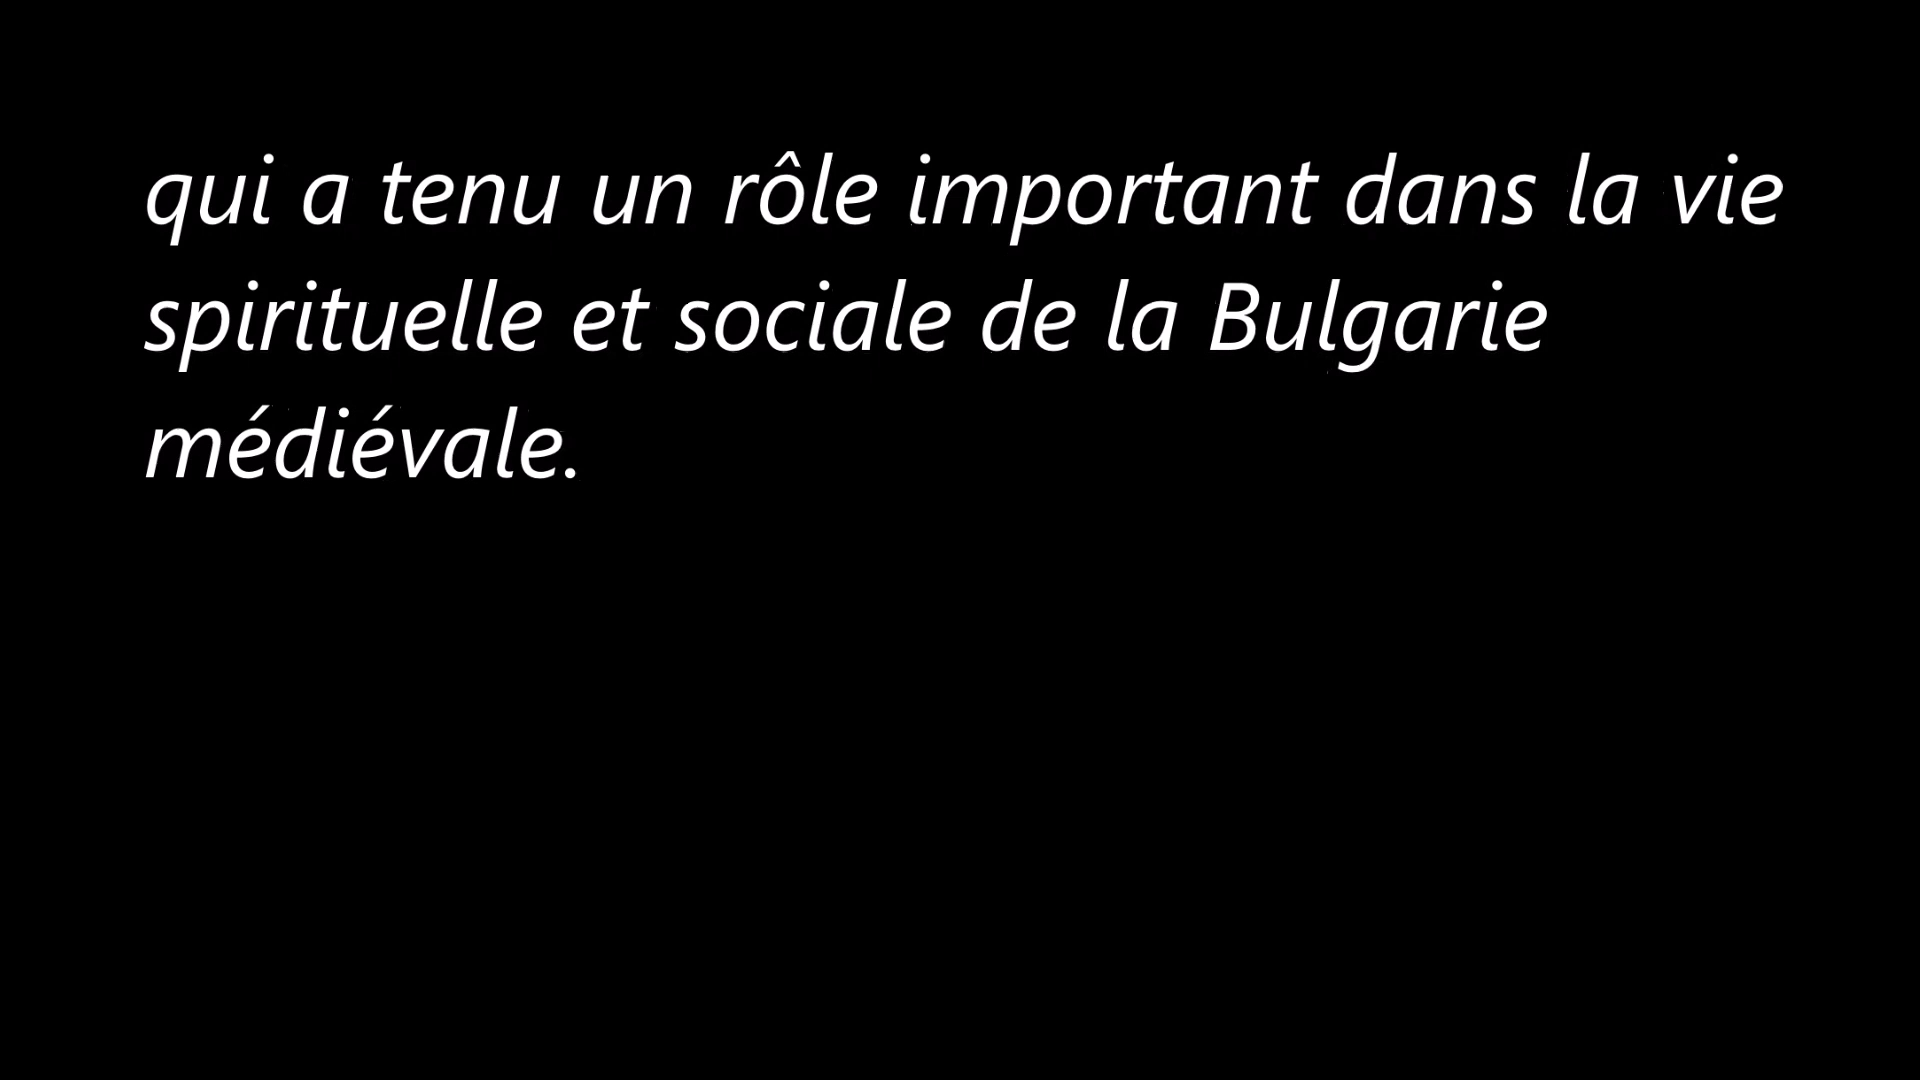 qui a tenu un rôle important dans la vie
spirituelle et sociale de la Bulgarie
médiévale.